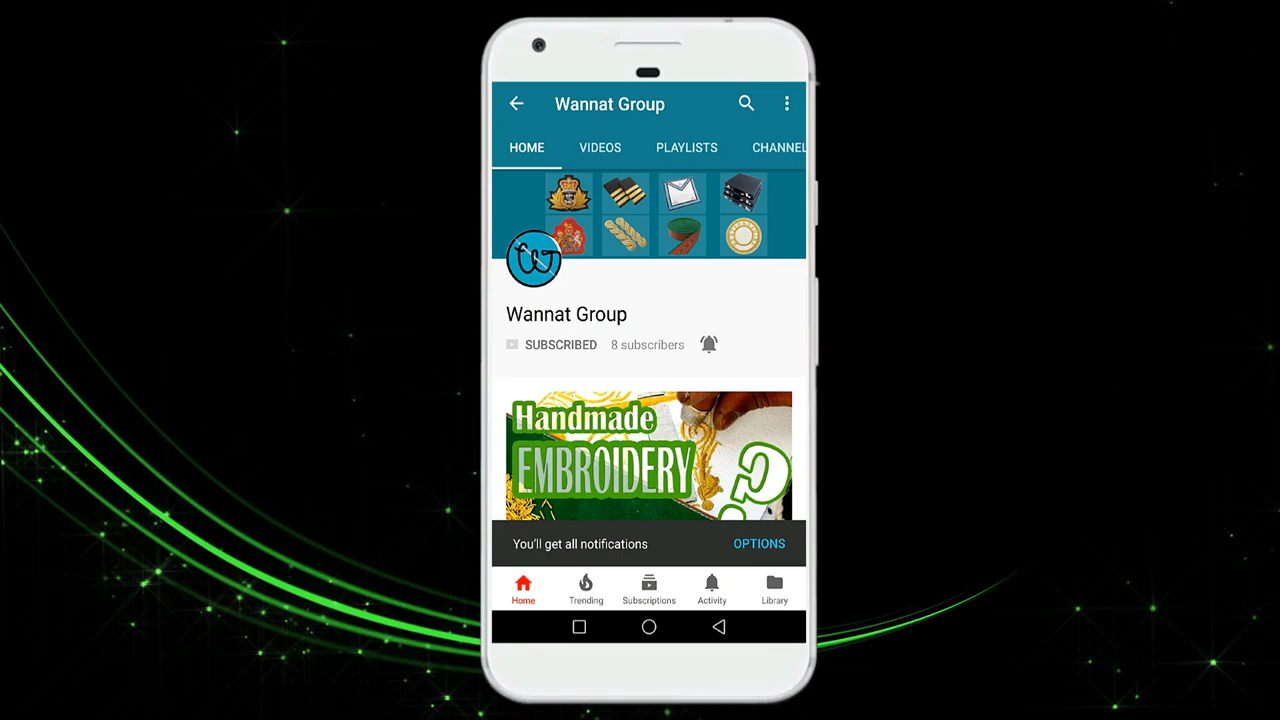 Wannat Group
HOME VIDEOS PLAYLISTS CHANNEL
Wannat Group
SUBSCRIBED 8 subscribers
Handmade
EMBROIDERY ?
You'll get all notifications OPTIONS
Home Trending Subscriptions Activity Library